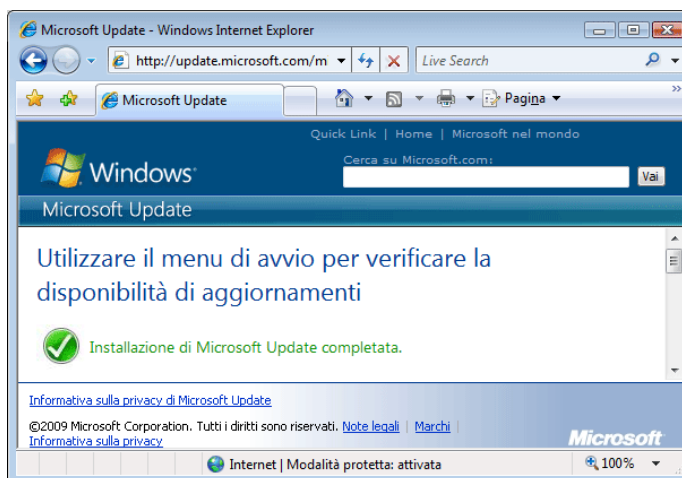 Microsoft Update - Windows Internet Explorer
http://update.microsoft.com/m
Live Search
Microsoft Update
Pagina
»
Quick Link | Home | Microsoft nel mondo
Cerca su Microsoft.com:
Windows
Vai
Microsoft Update
Utilizzare il menu di avvio per verificare la
disponibilità di aggiornamenti
Installazione di Microsoft Update completata.
Informativa sulla privacy di Microsoft Update
©2009 Microsoft Corporation. Tutti i diritti sono riservati. Note legali | Marchi |
Informativa sulla privacy
Microsoft
Internet | Modalità protetta: attivata
100%